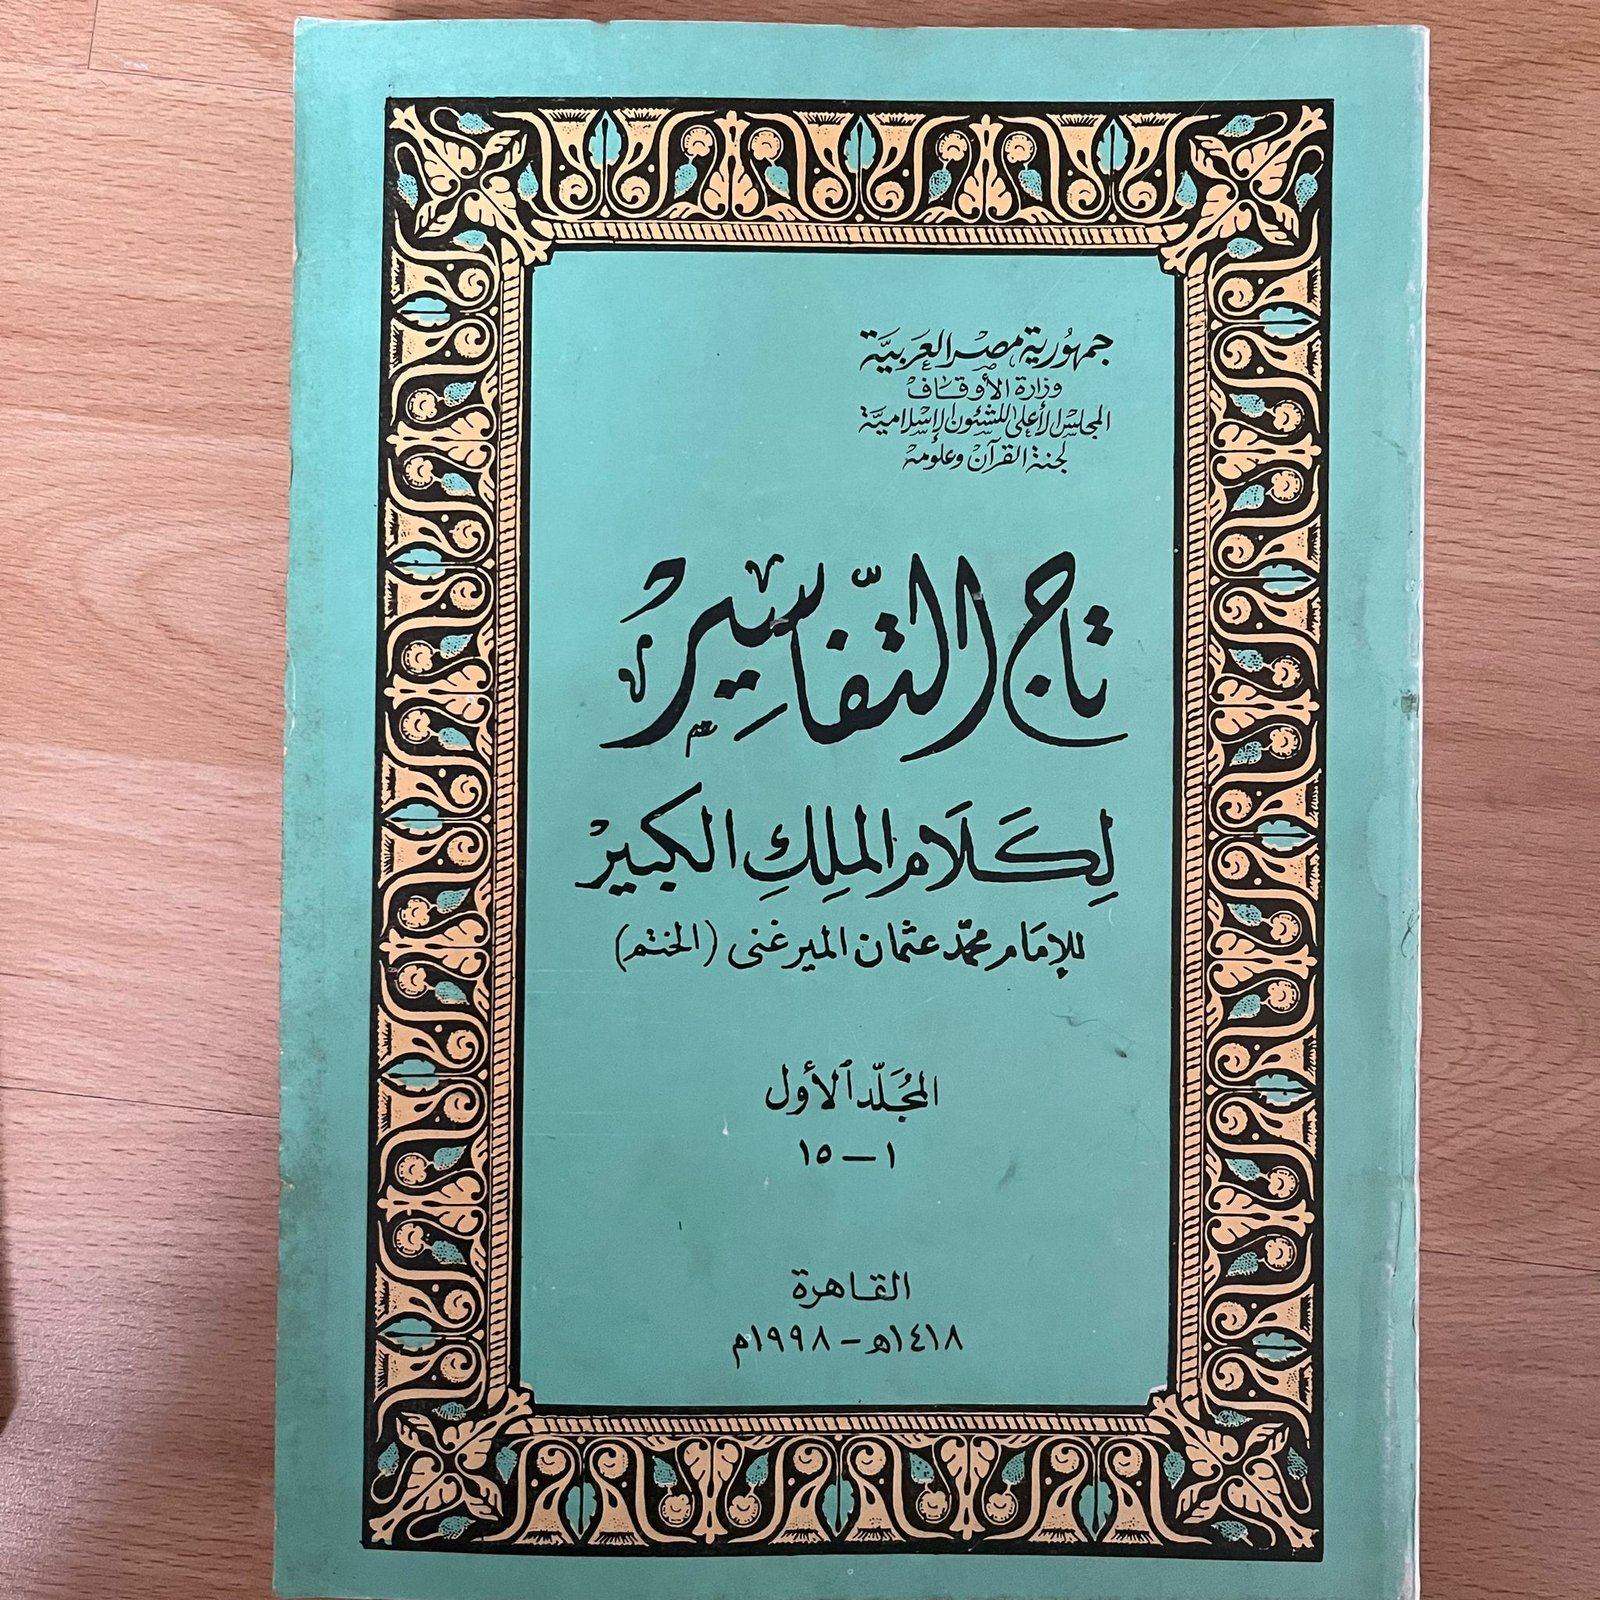 جمهورية مصر العربية
وزارة الأوقاف
المجلس الأعلى للشئون الإسلامية
لجنة القرآن وعلومه
تاج التفاسير
لكلام الملك الكبير
للإمام محمد عثمان الميرغنى (الختم)
المجلد الأول
١ – ١٥
القاهرة
١٤١٨هـ – ١٩٩٨م